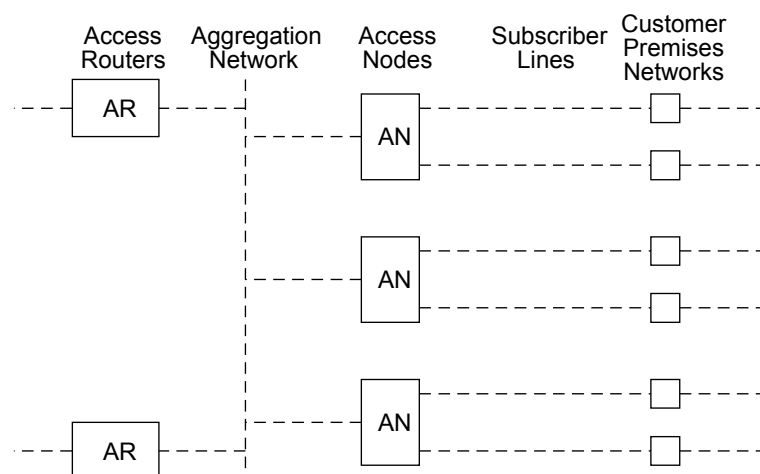 Access
Routers
Aggregation
Network
Access
Nodes
Subscriber
Lines
Customer
Premises
Networks
AR
AN
AN
AN
AR